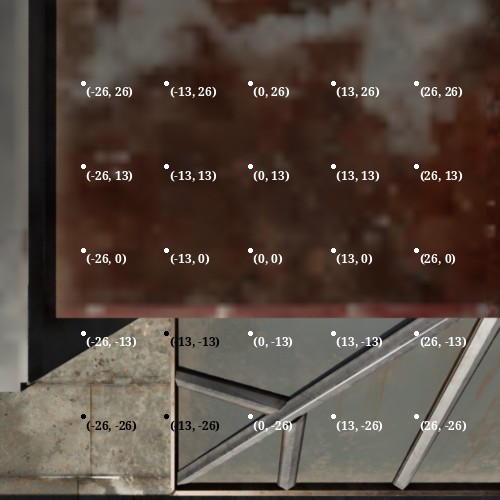 (-26, 26) (-13, 26) (0, 26) (13, 26) (26, 26)
(-26, 13) (-13, 13) (0, 13) (13, 13) (26, 13)
(-26, 0) (-13, 0) (0, 0) (13, 0) (26, 0)
(-26, -13) (-13, -13) (0, -13) (13, -13) (26, -13)
(-26, -26) (-13, -26) (0, -26) (13, -26) (26, -26)